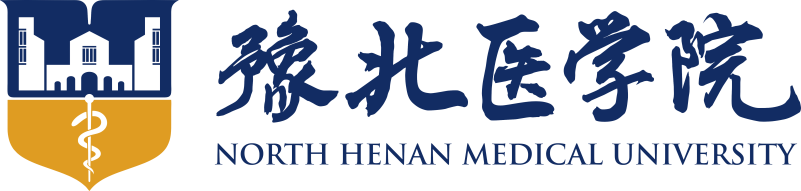 豫北医学院
NORTH HENAN MEDICAL UNIVERSITY